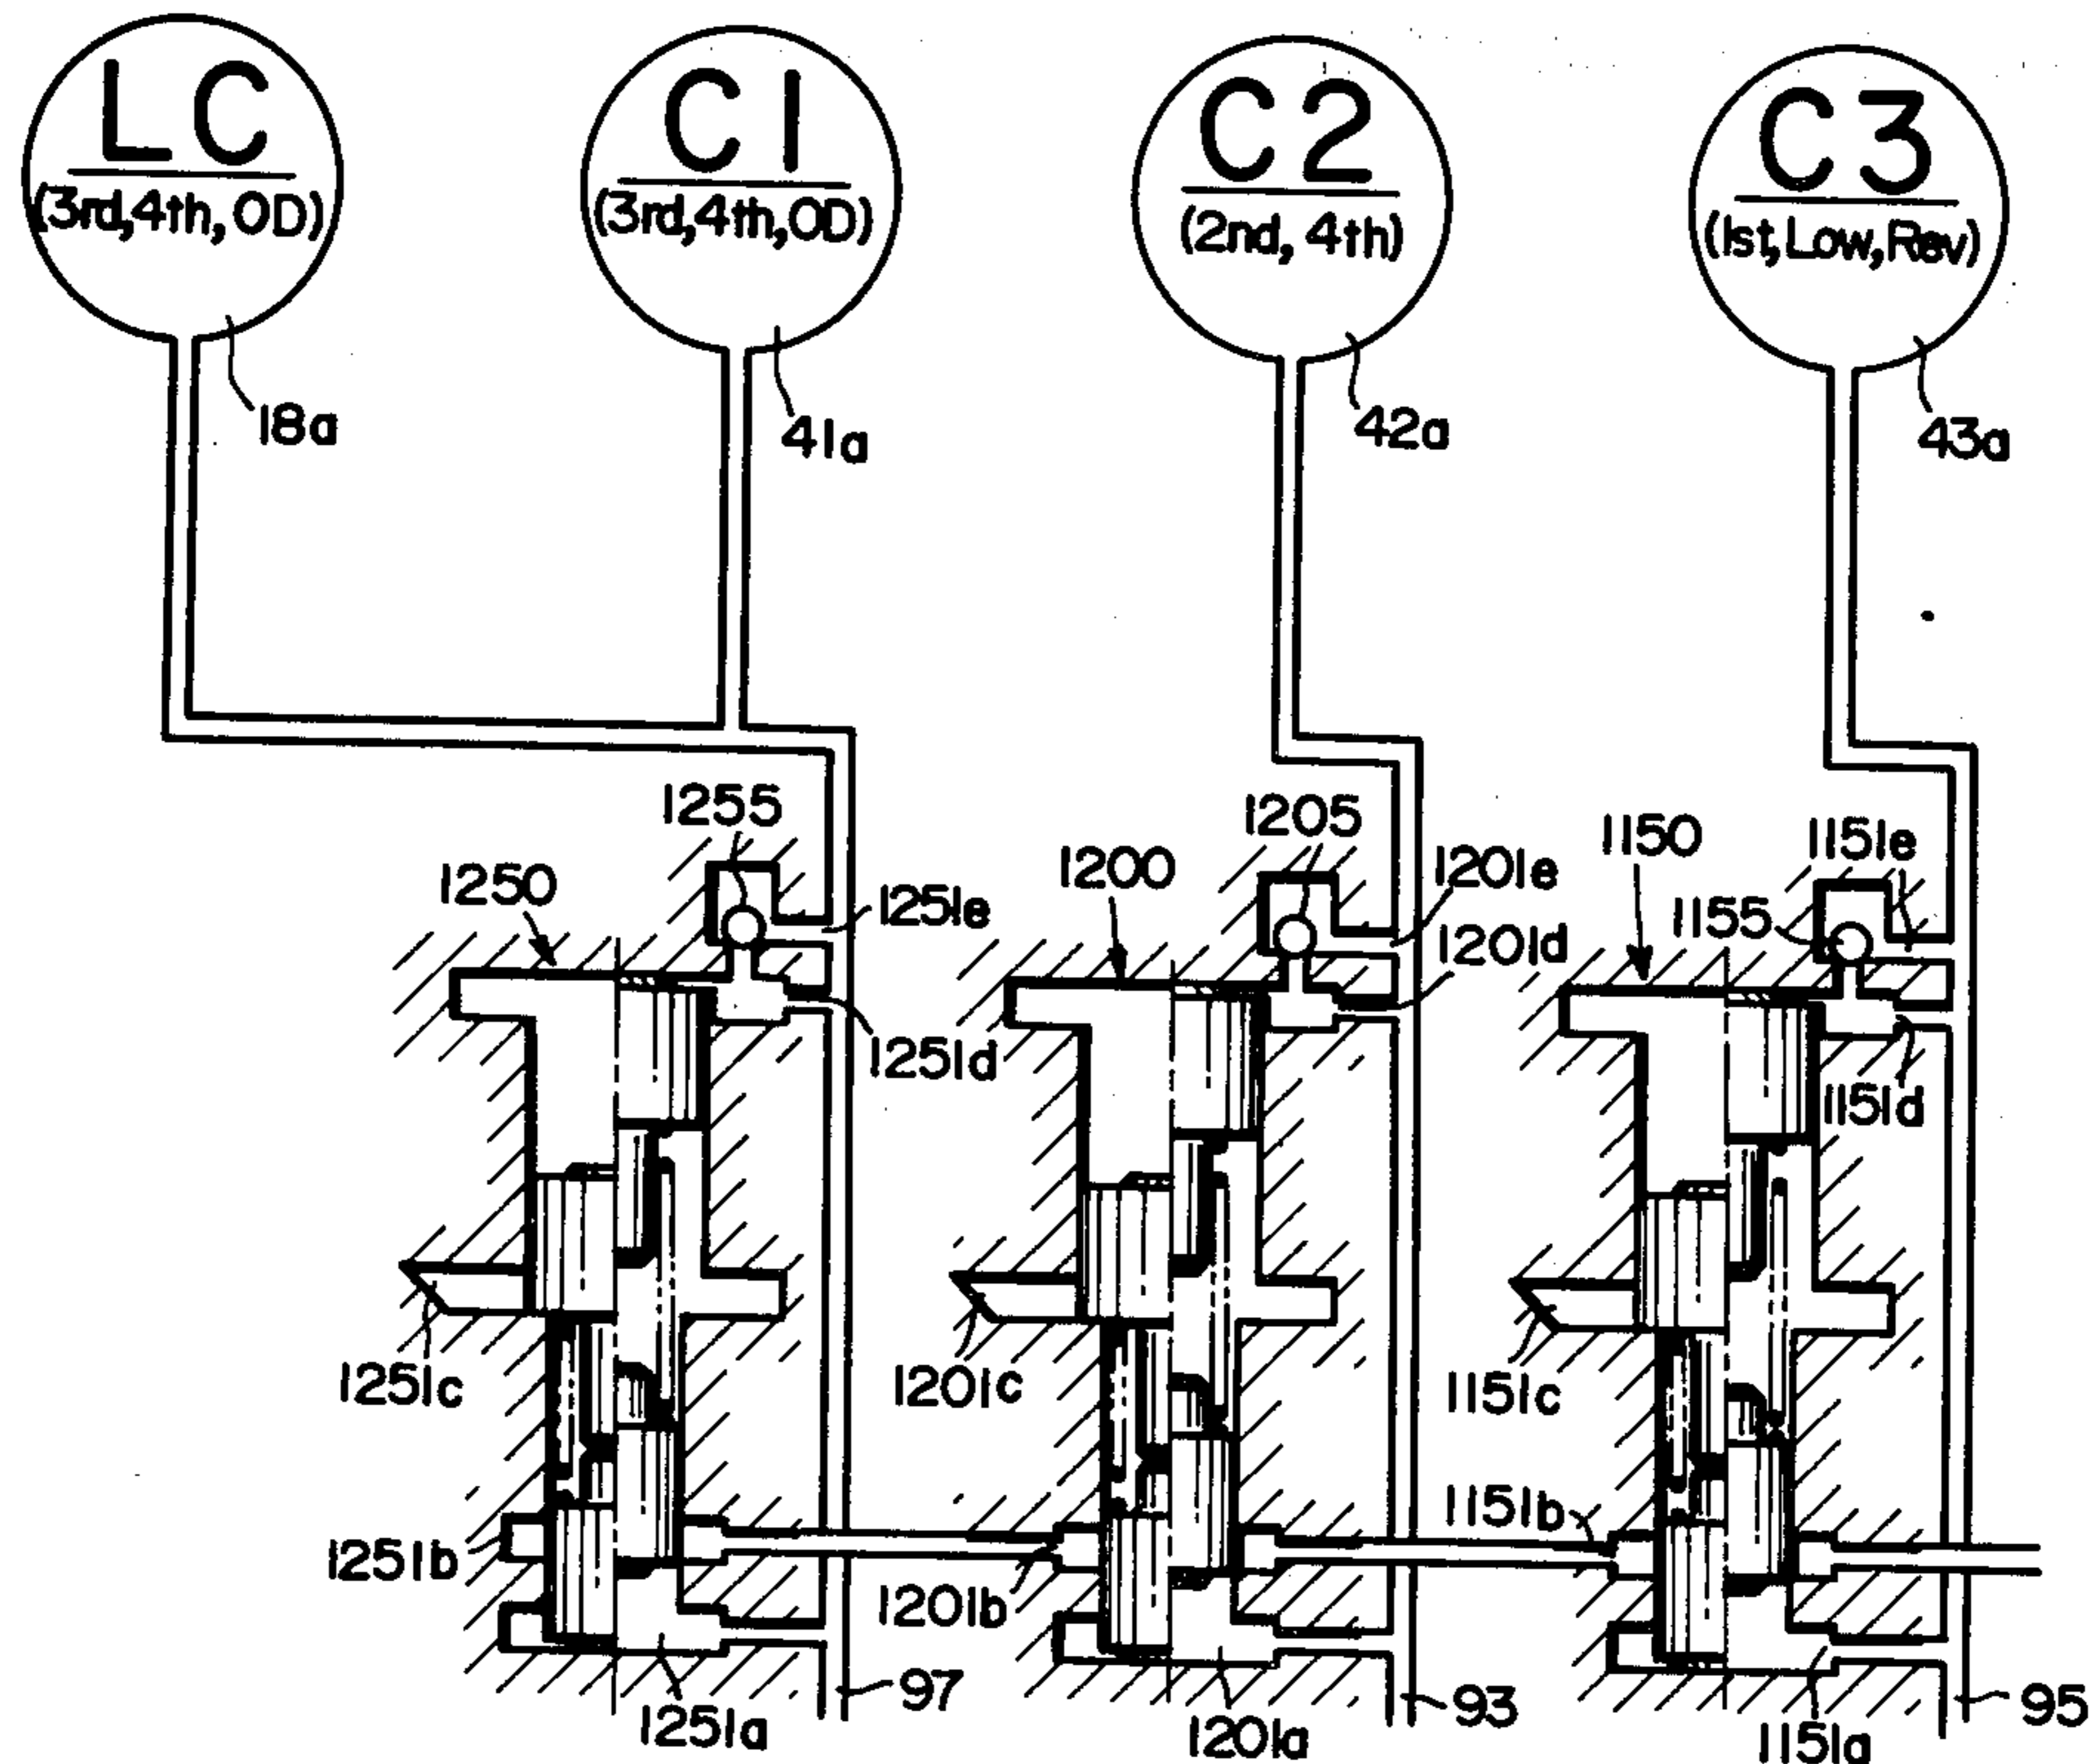 LC
(3rd,4th,OD)
C1
(3rd,4th,OD)
C2
(2nd, 4th)
C3
(1st,Low,Rev)
18a
41a
42a
43a
1255
1205
1250
1200
1150
1151e
1251e
1201e
1155
1201d
1251d
1151d
1251c
1201c
1151c
1151b
1251b
1201b
97
93
95
1251a
1201a
1151a